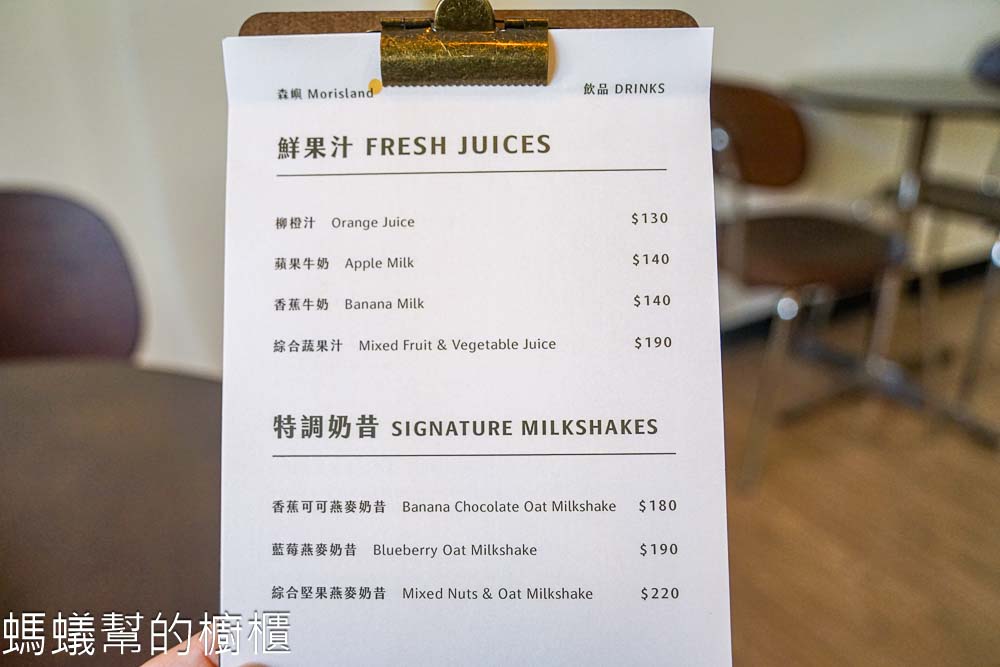 森嶼 Morisland 飲品 DRINKS
鮮果汁 FRESH JUICES
柳橙汁 Orange Juice $130
蘋果牛奶 Apple Milk $140
香蕉牛奶 Banana Milk $140
綜合蔬果汁 Mixed Fruit & Vegetable Juice $190
特調奶昔 SIGNATURE MILKSHAKES
香蕉可可燕麥奶昔 Banana Chocolate Oat Milkshake $180
藍莓燕麥奶昔 Blueberry Oat Milkshake $190
綜合堅果燕麥奶昔 Mixed Nuts & Oat Milkshake $220
螞蟻幫的櫥櫃